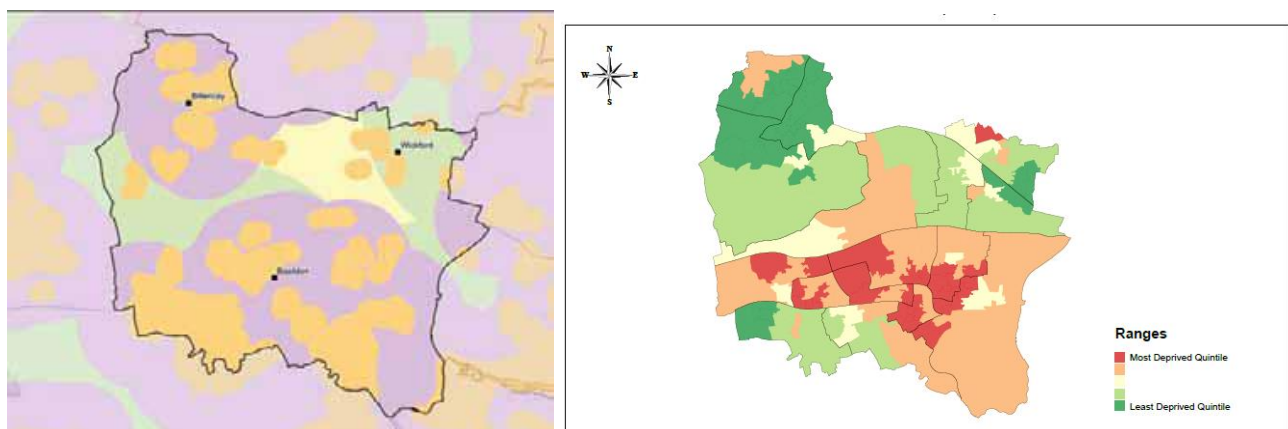 Billericay
Wickford
Basildon
N
W E
S
Ranges
Most Deprived Quintile
Least Deprived Quintile